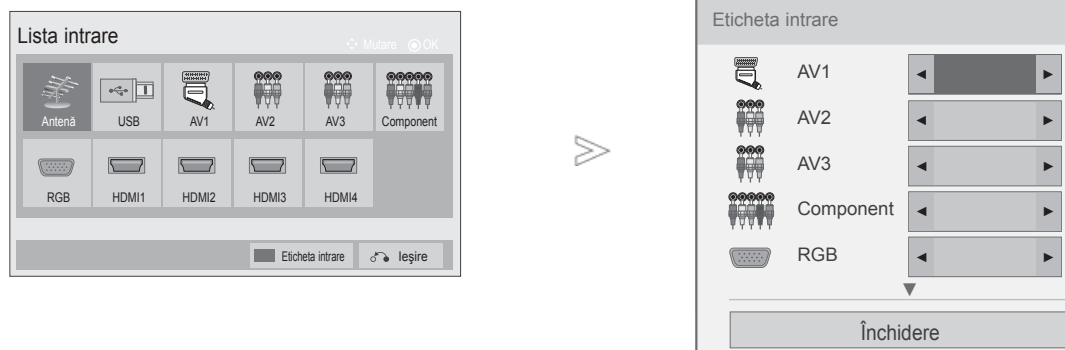 Lista intrare
Mutare OK
Antenă USB AV1 AV2 AV3 Component
RGB HDMI1 HDMI2 HDMI3 HDMI4
Eticheta intrare Ieşire
Eticheta intrare
AV1
AV2
AV3
Component
RGB
Închidere